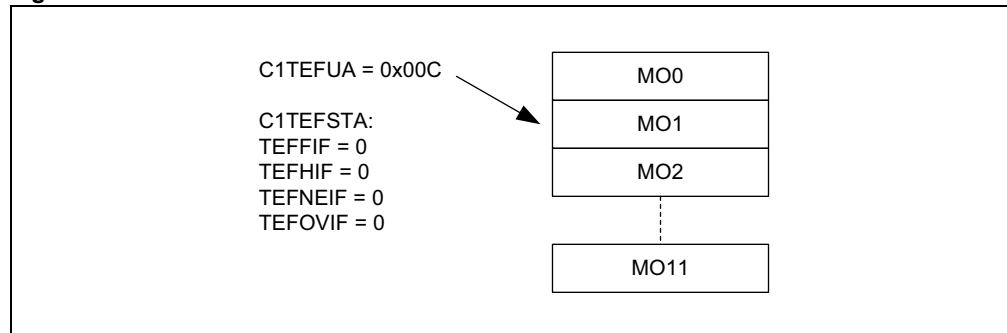 C1TEFUA = 0x00C
C1TEFSTA:
TEFFIF = 0
TEFHIF = 0
TEFNEIF = 0
TEFOVIF = 0
MO0
MO1
MO2
MO11